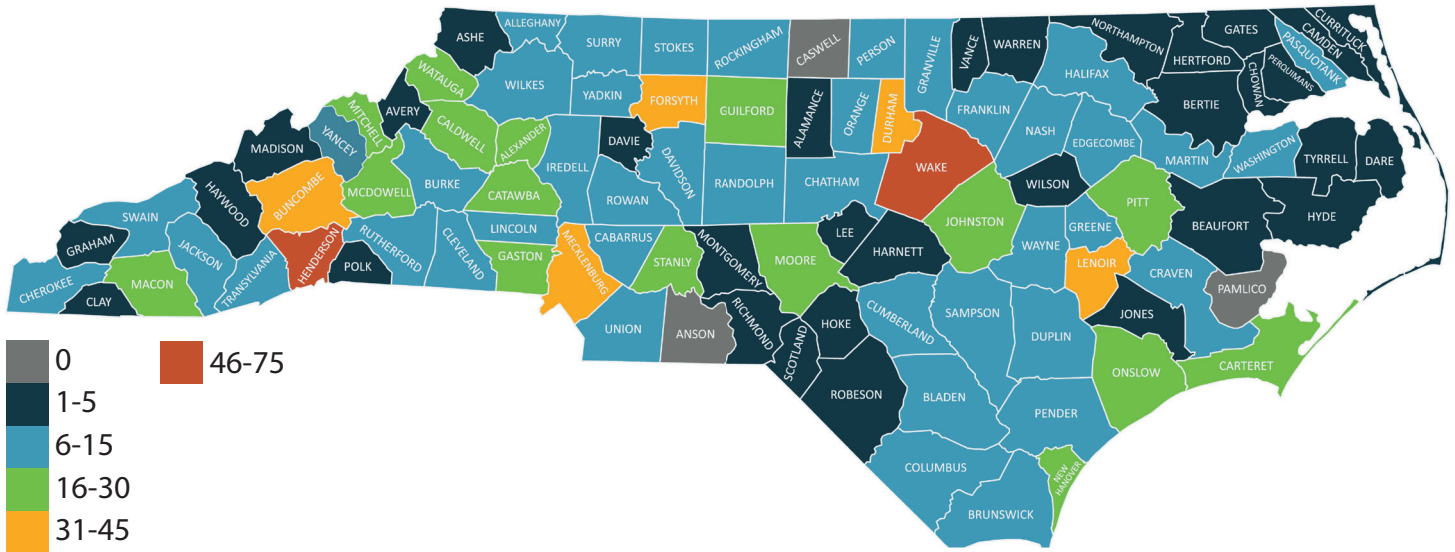 ASHE
ALLEGHANY
SURRY
STOKES
ROCKINGHAM
CASWELL
PERSON
GRANVILLE
VANCE
WARREN
NORTHAMPTON
GATES
CURRITUCK
CAMDEN
PASQUOTANK
HERTFORD
PERQUIMANS
CHOWAN
WATAUGA
WILKES
YADKIN
FORSYTH
GUILFORD
ALAMANCE
ORANGE
DURHAM
FRANKLIN
HALIFAX
BERTIE
MITCHELL
AVERY
YANCEY
CALDWELL
ALEXANDER
MADISON
IREDELL
DAVIE
DAVIDSON
RANDOLPH
CHATHAM
WAKE
NASH
EDGECOMBE
MARTIN
WASHINGTON
TYRRELL
DARE
HAYWOOD
BUNCOMBE
MCDOWELL
BURKE
CATAWBA
ROWAN
WILSON
PITT
BEAUFORT
HYDE
SWAIN
GRAHAM
JACKSON
TRANSYLVANIA
HENDERSON
POLK
RUTHERFORD
CLEVELAND
LINCOLN
GASTON
MECKLENBURG
CABARRUS
STANLY
MONTGOMERY
MOORE
LEE
HARNETT
JOHNSTON
WAYNE
GREENE
LENOIR
CRAVEN
PAMLICO
CHEROKEE
CLAY
MACON
UNION
ANSON
RICHMOND
SCOTLAND
HOKE
CUMBERLAND
SAMPSON
DUPLIN
JONES
ONSLOW
CARTERET
ROBESON
BLADEN
PENDER
COLUMBUS
BRUNSWICK
NEW
HANOVER
0
1-5
6-15
16-30
31-45
46-75